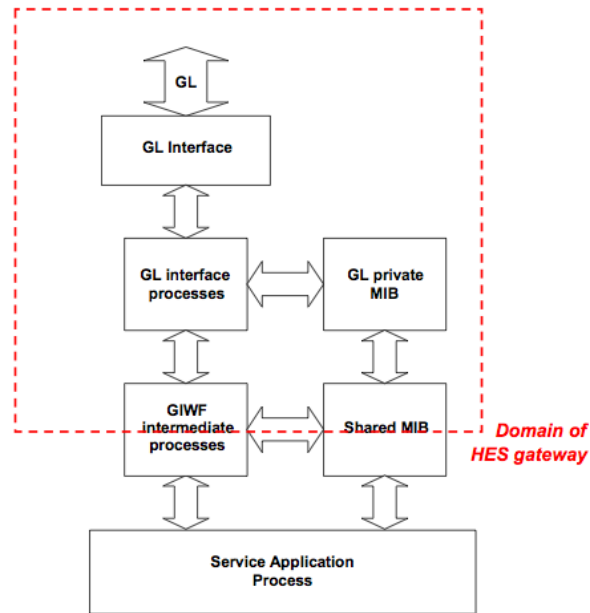 GL
GL Interface
GL interface
processes
GL private
MIB
GIWF
intermediate
processes
Shared MIB
Domain of
HES gateway
Service Application
Process